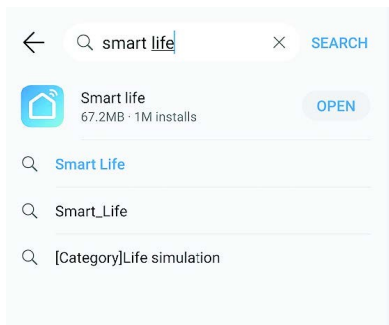 smart life
SEARCH
Smart life
67.2MB · 1M installs
OPEN
Smart Life
Smart_Life
[Category]Life simulation